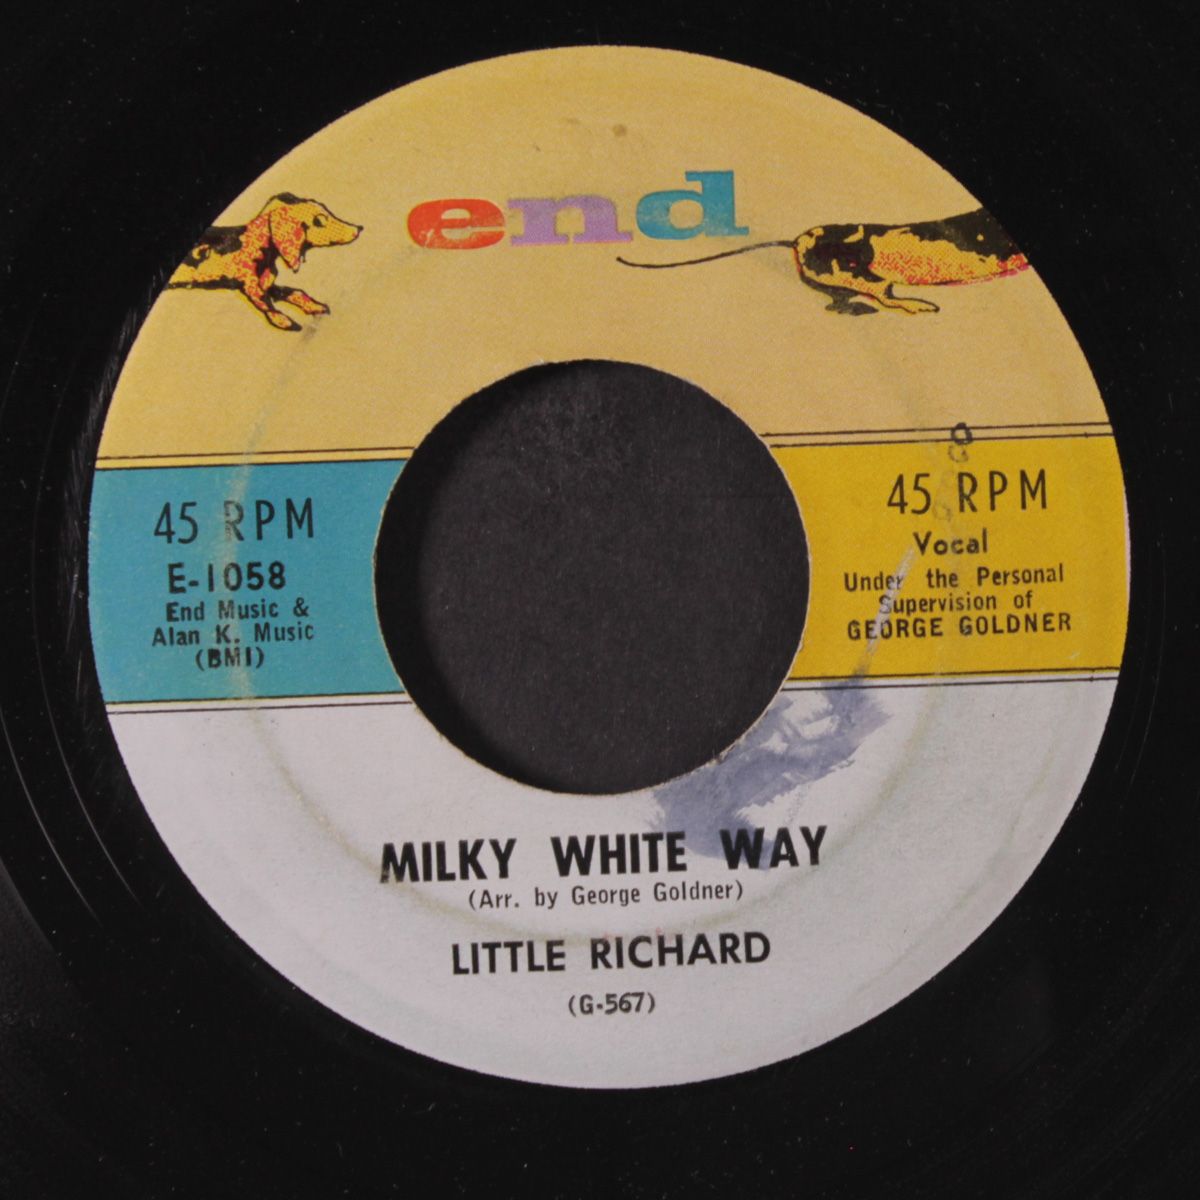 end
45 RPM
E-1058
End Music &
Alan K. Music
(BMI)
45 RPM
Vocal
Under the Personal
Supervision of
GEORGE GOLDNER
MILKY WHITE WAY
(Arr. by George Goldner)
LITTLE RICHARD
(G-567)